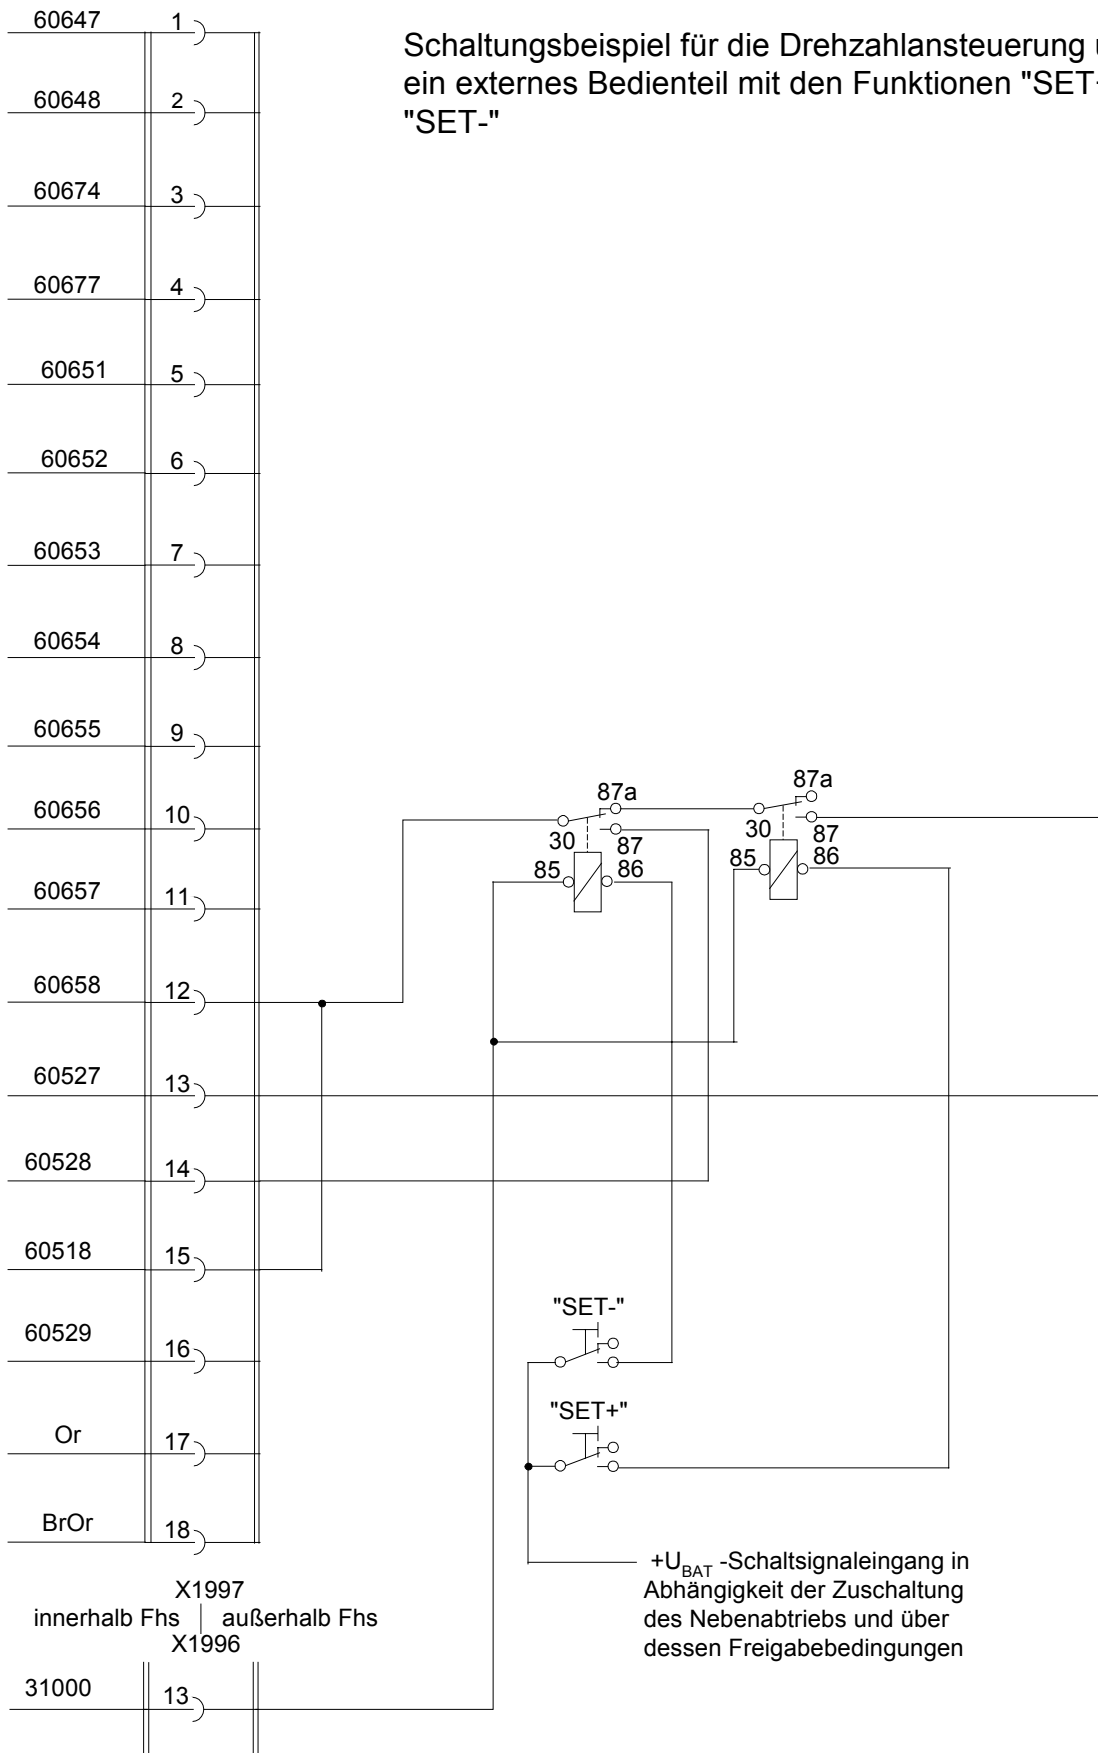 Schaltungsbeispiel für die Drehzahlansteuerung
ein externes Bedienteil mit den Funktionen "SET+
"SET-"
60647 1
60648 2
60674 3
60677 4
60651 5
60652 6
60653 7
60654 8
60655 9
60656 10
60657 11
60658 12
60527 13
60528 14
60518 15
60529 16
Or 17
BrOr 18
87a
30
87
85
86
87a
30
87
85
86
"SET-"
"SET+"
+UBAT -Schaltsignaleingang in
Abhängigkeit der Zuschaltung
des Nebenabtriebs und über
dessen Freigabebedingungen
X1997
innerhalb Fhs außerhalb Fhs
X1996
31000 13